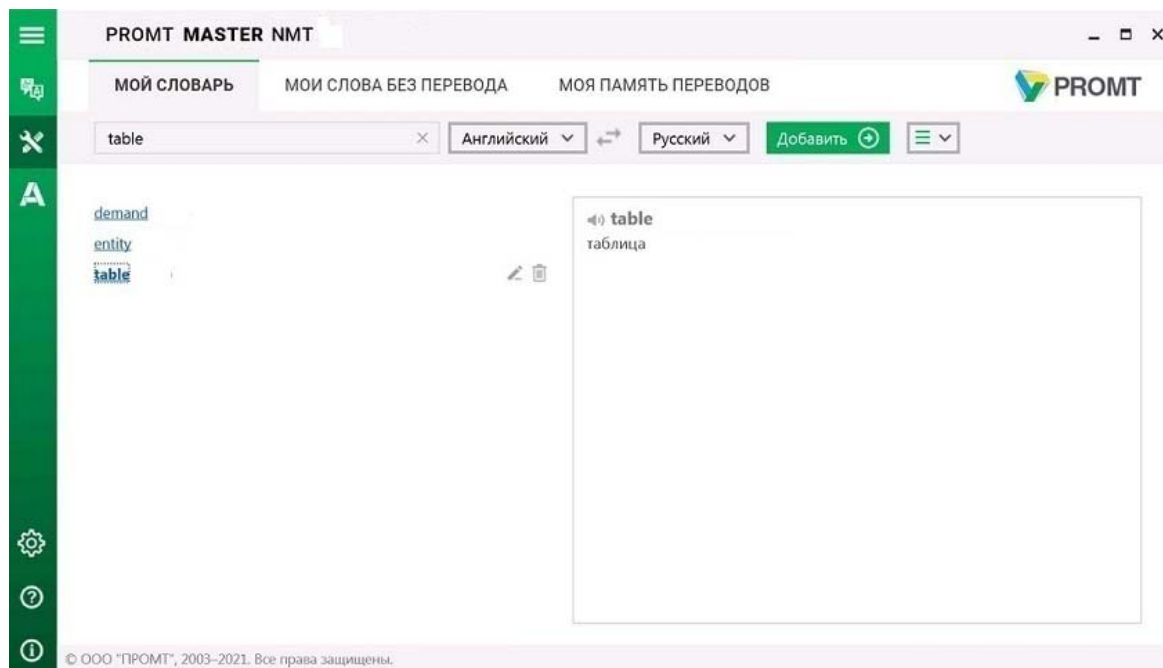 PROMT MASTER NMT
МОЙ СЛОВАРЬ МОИ СЛОВА БЕЗ ПЕРЕВОДА МОЯ ПАМЯТЬ ПЕРЕВОДОВ PROMT
table Английский Русский Добавить
demand
entity
table
table
таблица
© ООО "ПРОМТ", 2003–2021. Все права защищены.